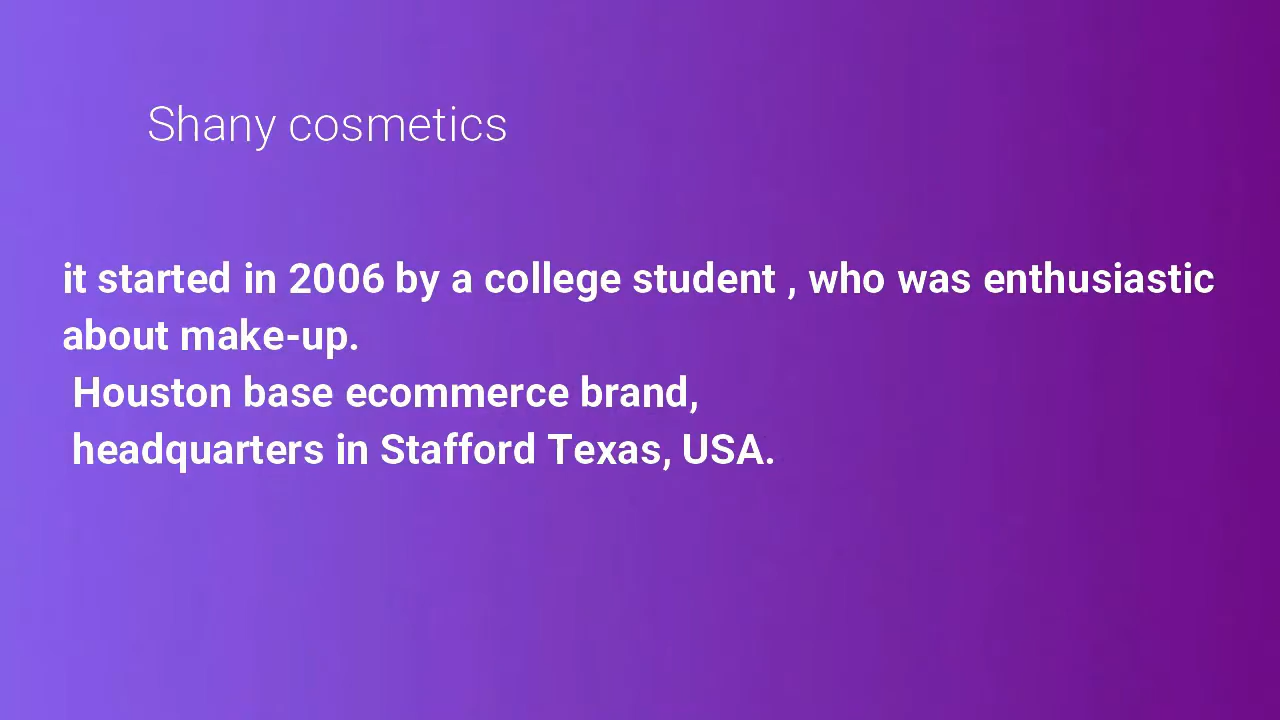 Shany cosmetics
it started in 2006 by a college student , who was enthusiastic
about make-up.
Houston base ecommerce brand,
headquarters in Stafford Texas, USA.